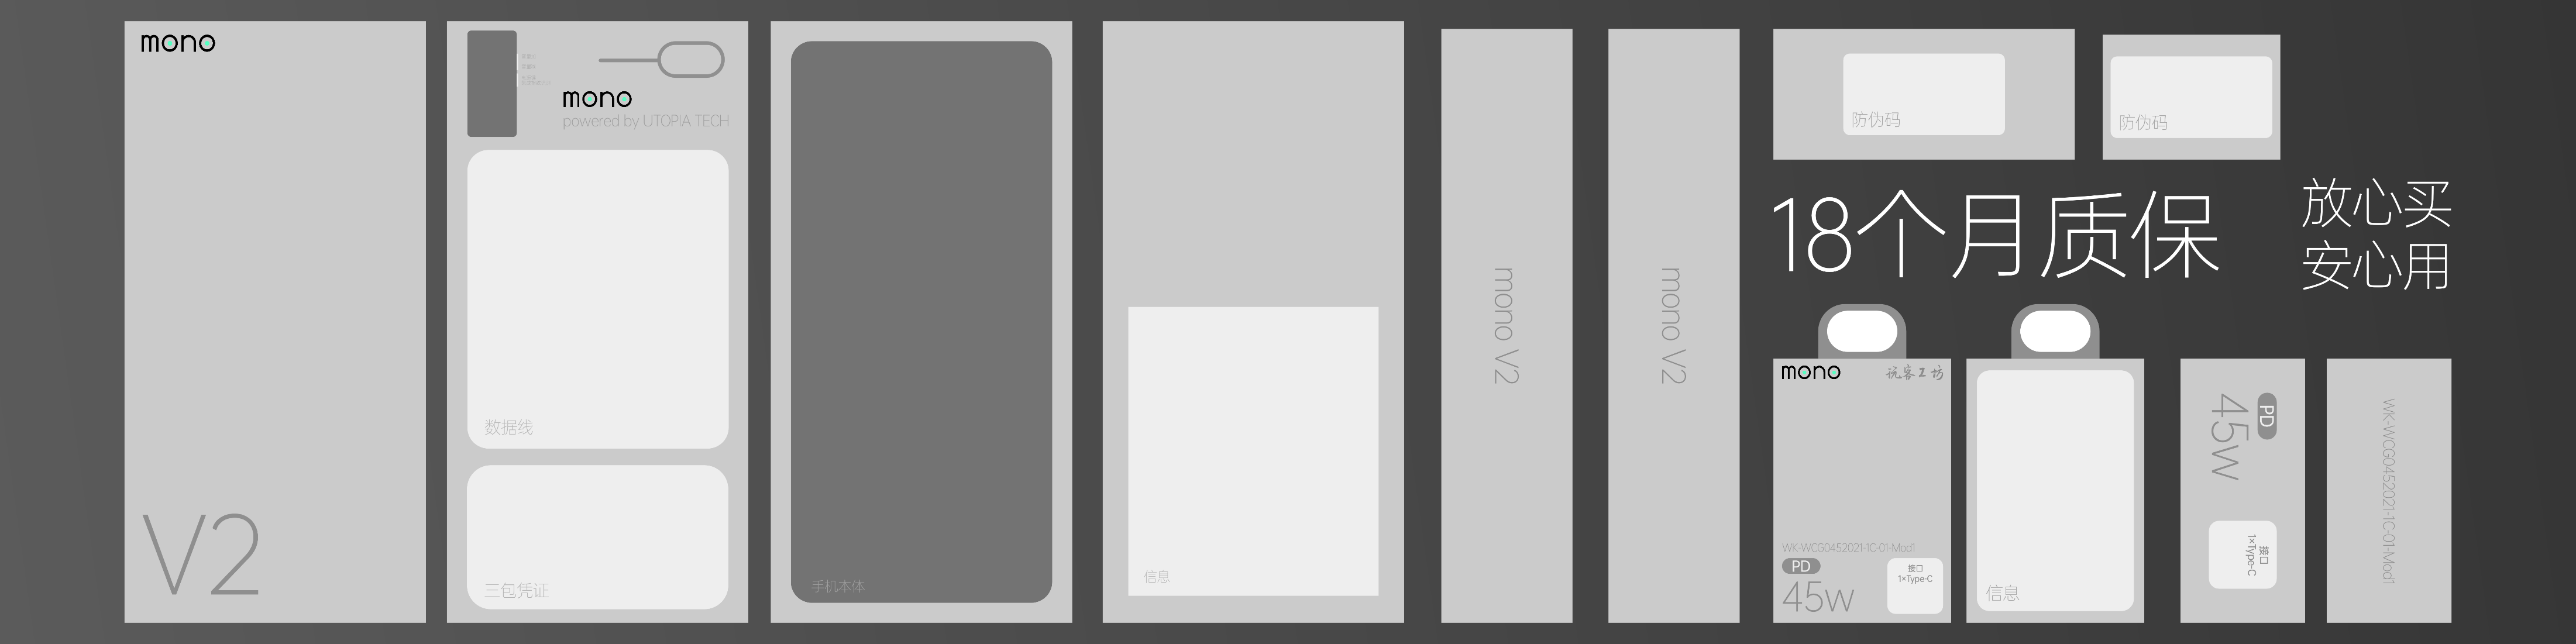 mono
V2
mono
powered by UTOPIA TECH
数据线
三包凭证
手机本体
信息
mono V2
mono V2
防伪码
防伪码
18个月质保
放心买
安心用
mono
玩客工坊
WK-WCG0452021-1C-01-Mod1
PD
45W
接口
1×Type-C
信息
PD
45W
接口
1×Type-C
WK-WCG0452021-1C-01-Mod1